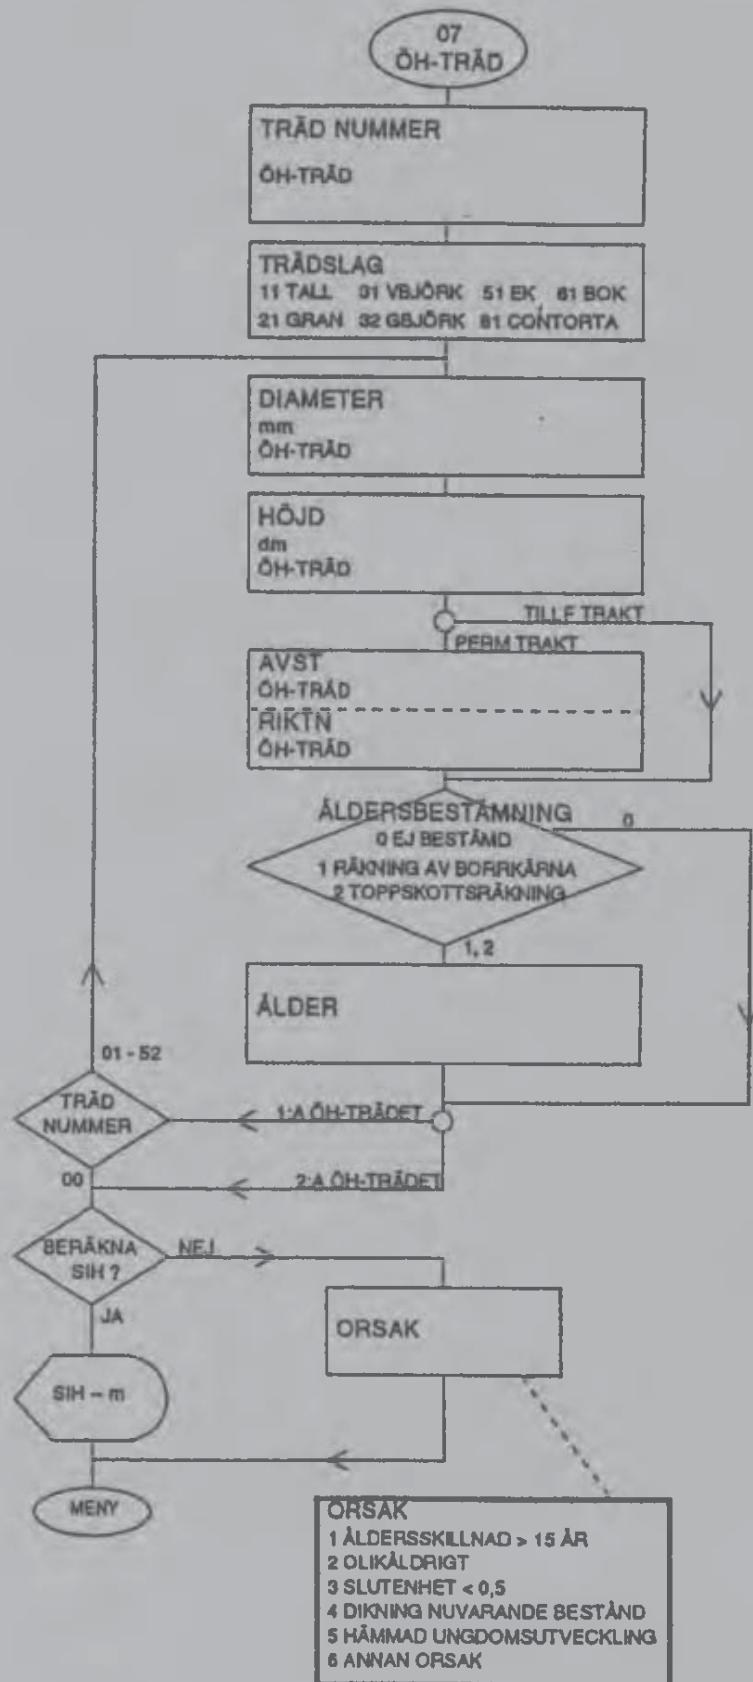 07
ÖH-TRÄD
TRÄD NUMMER
ÖH-TRÄD
TRÄDSLAG
11 TALL 31 VBJÖRK 51 EK 61 BOK
21 GRAN 32 GBJÖRK 81 CONTORTA
DIAMETER
mm
ÖH-TRÄD
HÖJD
dm
ÖH-TRÄD
TILLF TRAKT
PERM TRAKT
AVST
ÖH-TRÄD
RIKTN
ÖH-TRÄD
ÅLDERSBESTÄMNING
0 EJ BESTÄMD
0
1 RÄKNING AV BORRKÄRNA
2 TOPPSKOTTSRÄKNING
1, 2
ÅLDER
01 - 52
TRÄD
NUMMER
1:A ÖH-TRÄDET
00
2:A ÖH-TRÄDET
BERÄKNA
SIH ?
NEJ
JA
ORSAK
SIH – m
MENY
ORSAK
1 ÅLDERSSKILLNAD > 15 ÅR
2 OLIKÅLDRIGT
3 SLUTENHET < 0,5
4 DIKNING NUVARANDE BESTÅND
5 HÄMMAD UNGDOMSUTVECKLING
6 ANNAN ORSAK